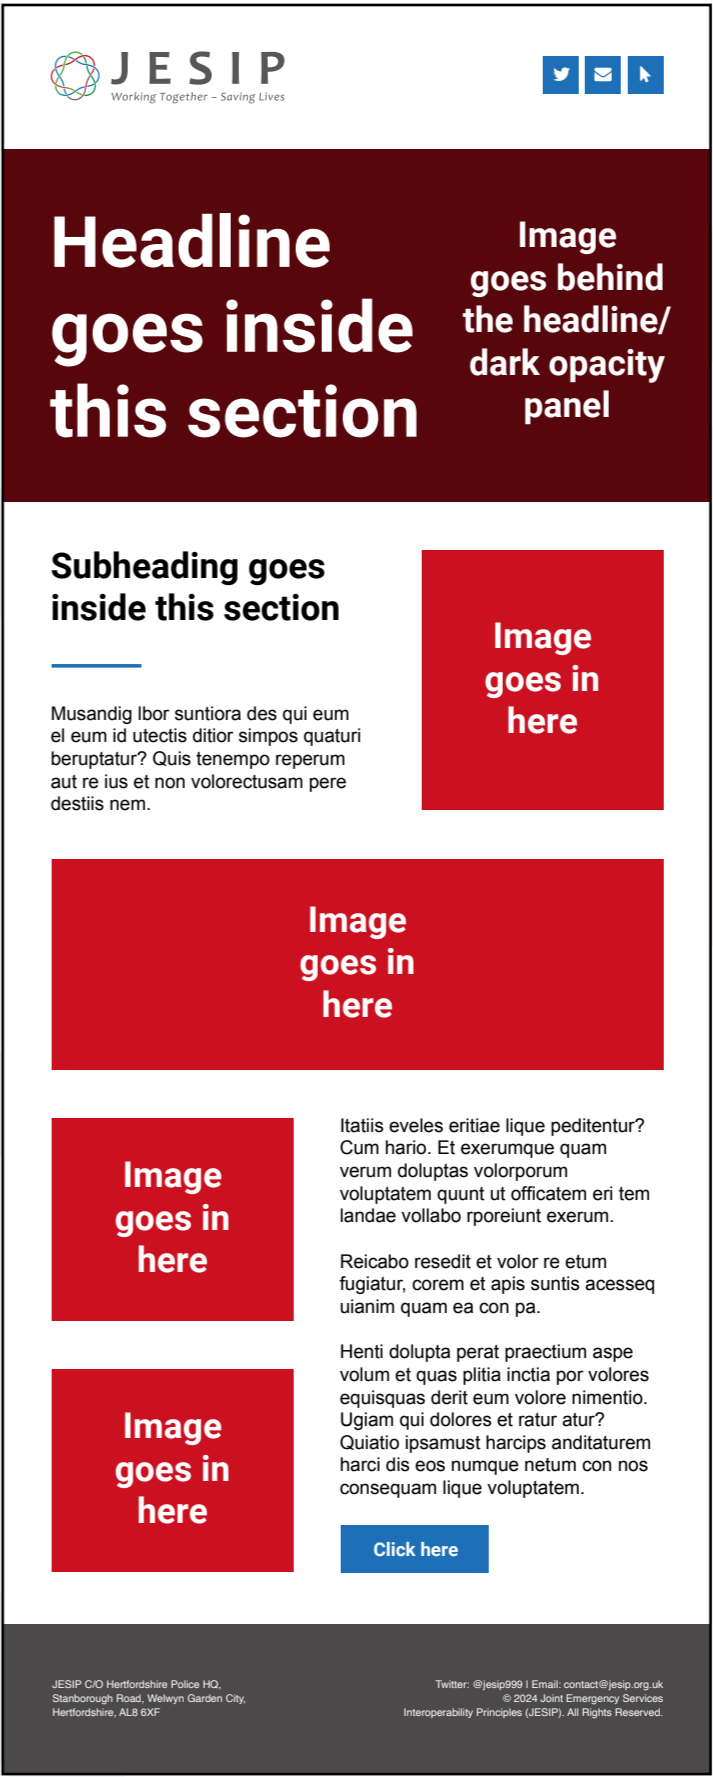 JESIP
Working Together – Saving Lives
Headline
goes inside
this section
Image
goes behind
the headline/
dark opacity
panel
Subheading goes
inside this section
Musandig Ibor suntiora des qui eum
el eum id utectis ditior simpos quaturi
beruptatur? Quis tenempo reperum
aut re ius et non volorectusam pere
destiis nem.
Image
goes in
here
Image
goes in
here
Image
goes in
here
Image
goes in
here
Itatiis eveles eritiae lique peditentur?
Cum hario. Et exerumque quam
verum doluptas volorporum
voluptatem quunt ut officatem eri tem
landae vollabo rporeiunt exerum.
Reicabo resedit et volor re etum
fugiatur, corem et apis suntis acesseq
uianim quam ea con pa.
Henti dolupta perat praectium aspe
volum et quas plitia inctia por volores
equisquas derit eum volore nimentio.
Ugiam qui dolores et ratur atur?
Quiatio ipsamust harcips anditaturem
harci dis eos numque netum con nos
consequam lique voluptatem.
Click here
JESIP C/O Hertfordshire Police HQ,
Stanborough Road, Welwyn Garden City,
Hertfordshire, AL8 6XF
Twitter: @jesip999 | Email: contact@jesip.org.uk
© 2024 Joint Emergency Services
Interoperability Principles (JESIP). All Rights Reserved.